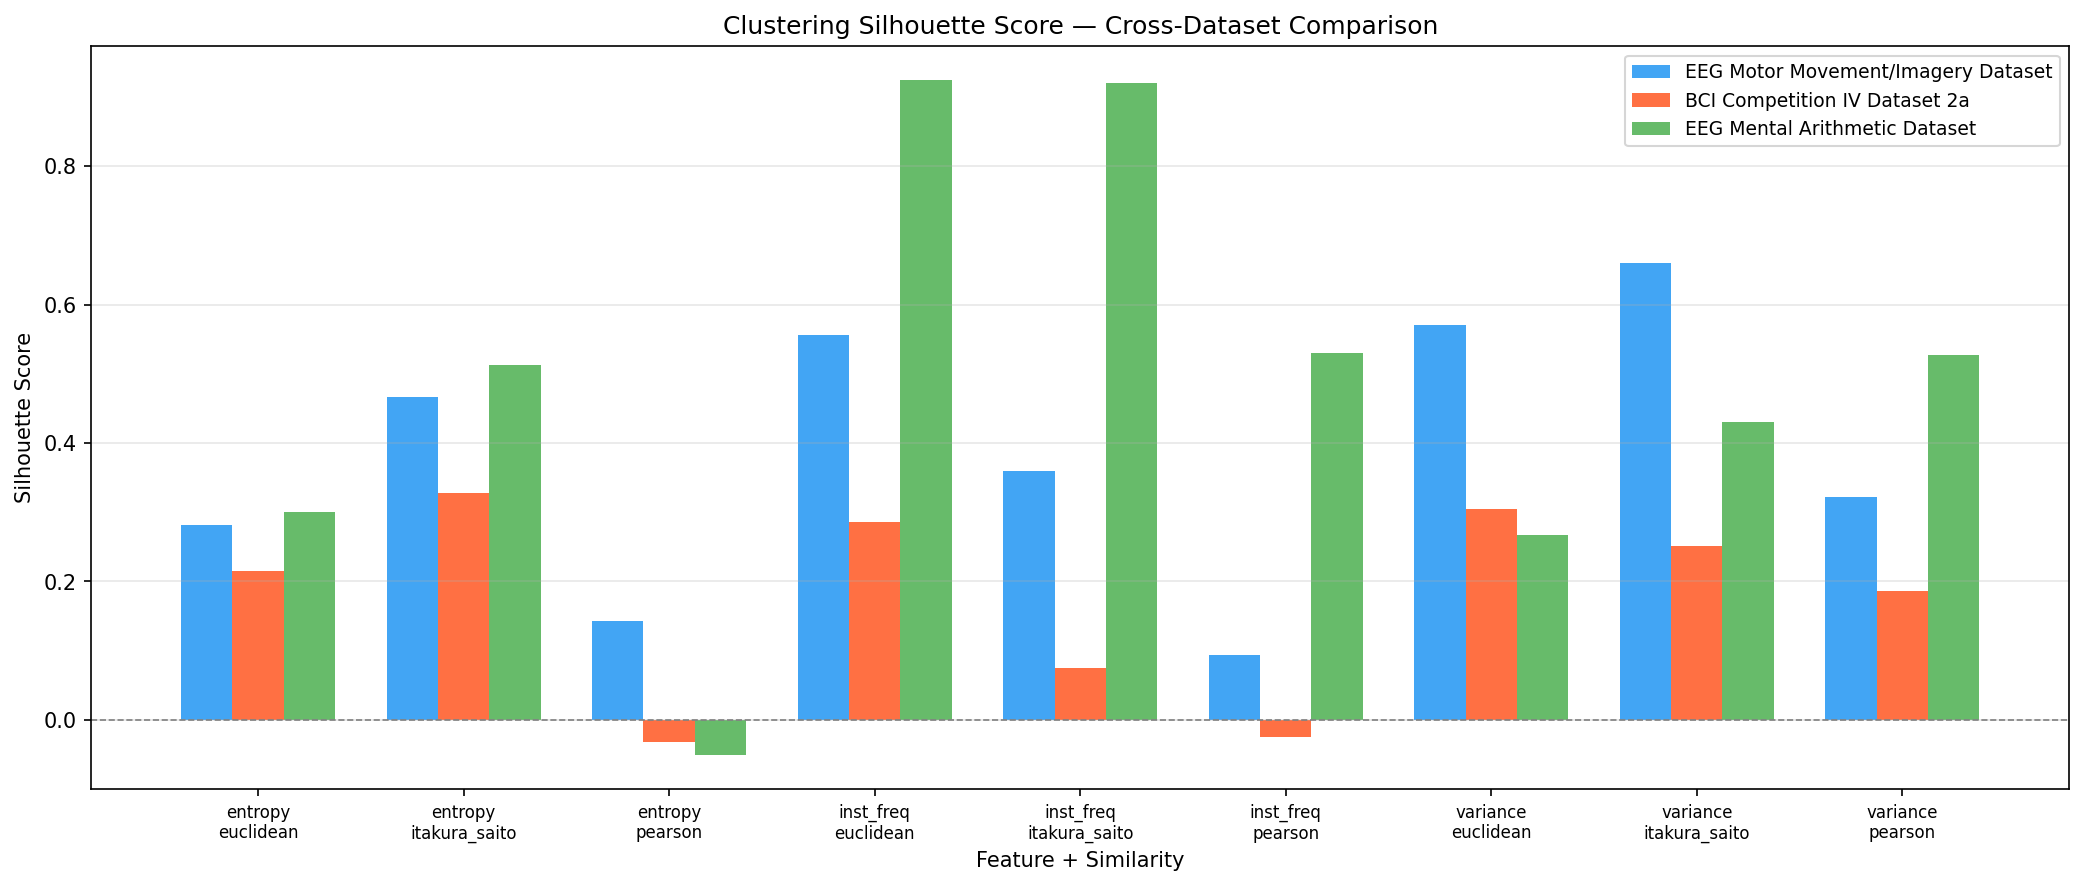 Clustering Silhouette Score — Cross-Dataset Comparison
EEG Motor Movement/Imagery Dataset
BCI Competition IV Dataset 2a
EEG Mental Arithmetic Dataset
Silhouette Score
0.8
0.6
0.4
0.2
0.0
entropy
euclidean
entropy
itakura_saito
entropy
pearson
inst_freq
euclidean
inst_freq
itakura_saito
inst_freq
pearson
variance
euclidean
variance
itakura_saito
variance
pearson
Feature + Similarity